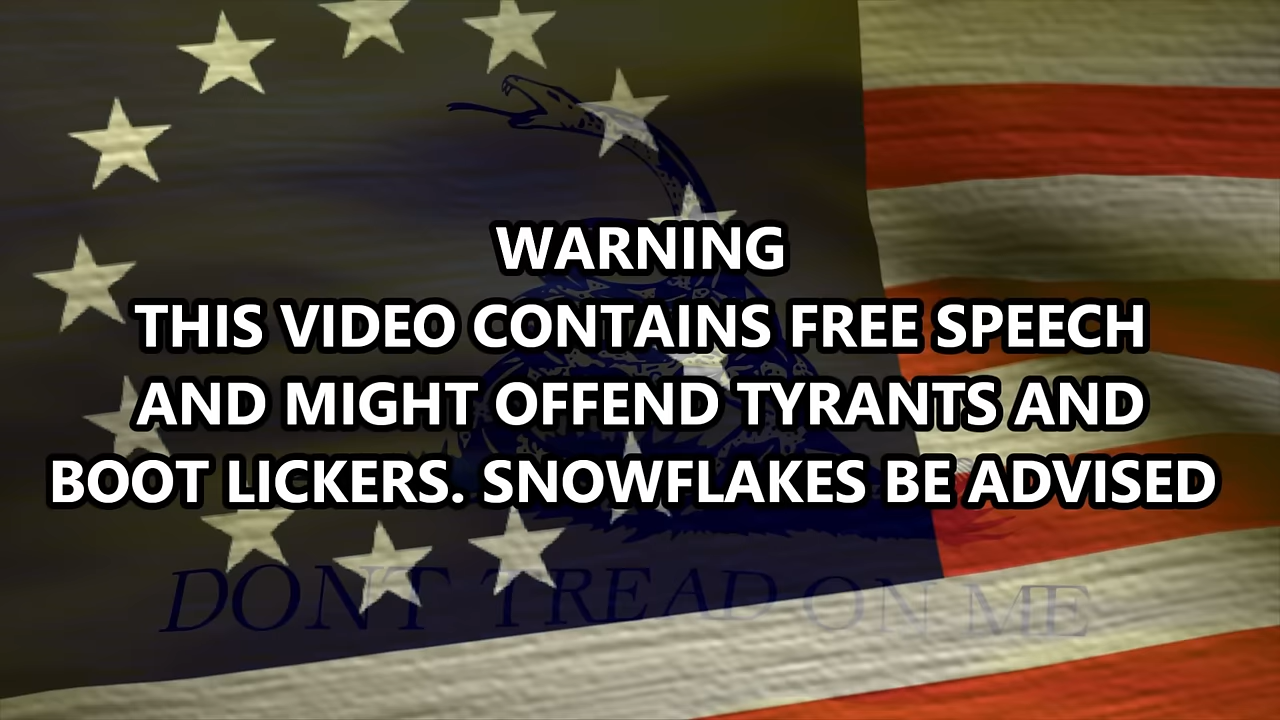 WARNING
THIS VIDEO CONTAINS FREE SPEECH
AND MIGHT OFFEND TYRANTS AND
BOOT LICKERS. SNOWFLAKES BE ADVISED
DONT TREAD ON ME